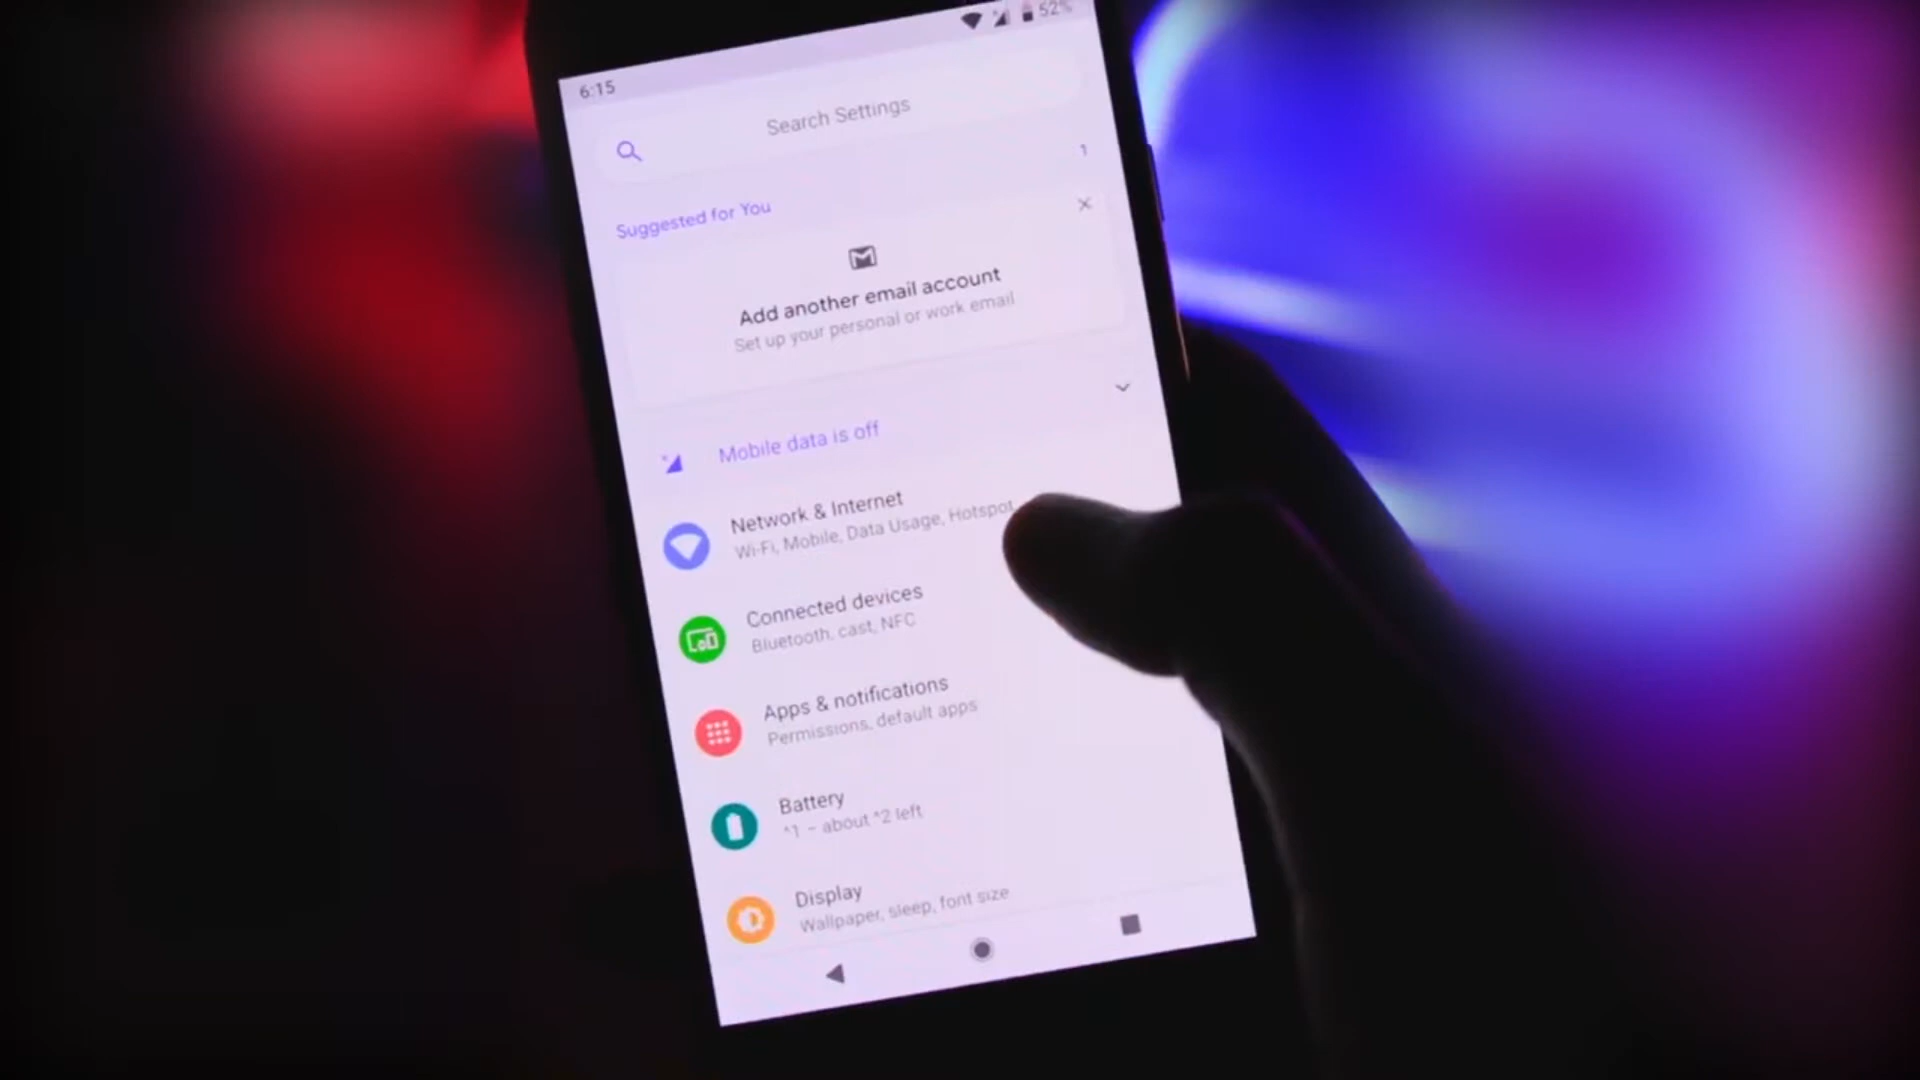 6:15
52%
Search Settings
1
Suggested for You
Add another email account
Set up your personal or work email
Mobile data is off
Network & Internet
Wi-Fi, Mobile, Data Usage, Hotspot
Connected devices
Bluetooth, cast, NFC
Apps & notifications
Permissions, default apps
Battery
^1 – about ^2 left
Display
Wallpaper, sleep, font size